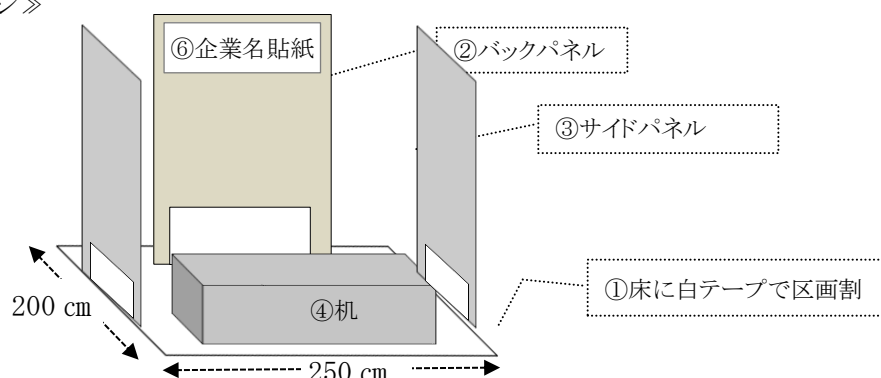 ジ》
⑥企業名貼紙
②バックパネル
③サイドパネル
①床に白テープで区画割
200 cm
④机
250 cm